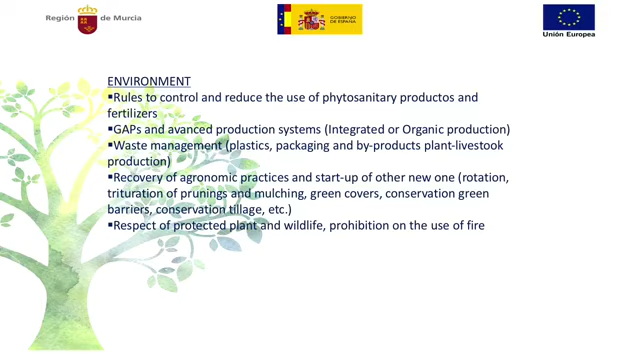 Región de Murcia
GOBIERNO
DE ESPAÑA
Unión Europea
ENVIRONMENT
▪Rules to control and reduce the use of phytosanitary productos and
fertilizers
▪GAPs and avanced production systems (Integrated or Organic production)
▪Waste management (plastics, packaging and by-products plant-livestook
production)
▪Recovery of agronomic practices and start-up of other new one (rotation,
trituration of prunings and mulching, green covers, conservation green
barriers, conservation tillage, etc.)
▪Respect of protected plant and wildlife, prohibition on the use of fire